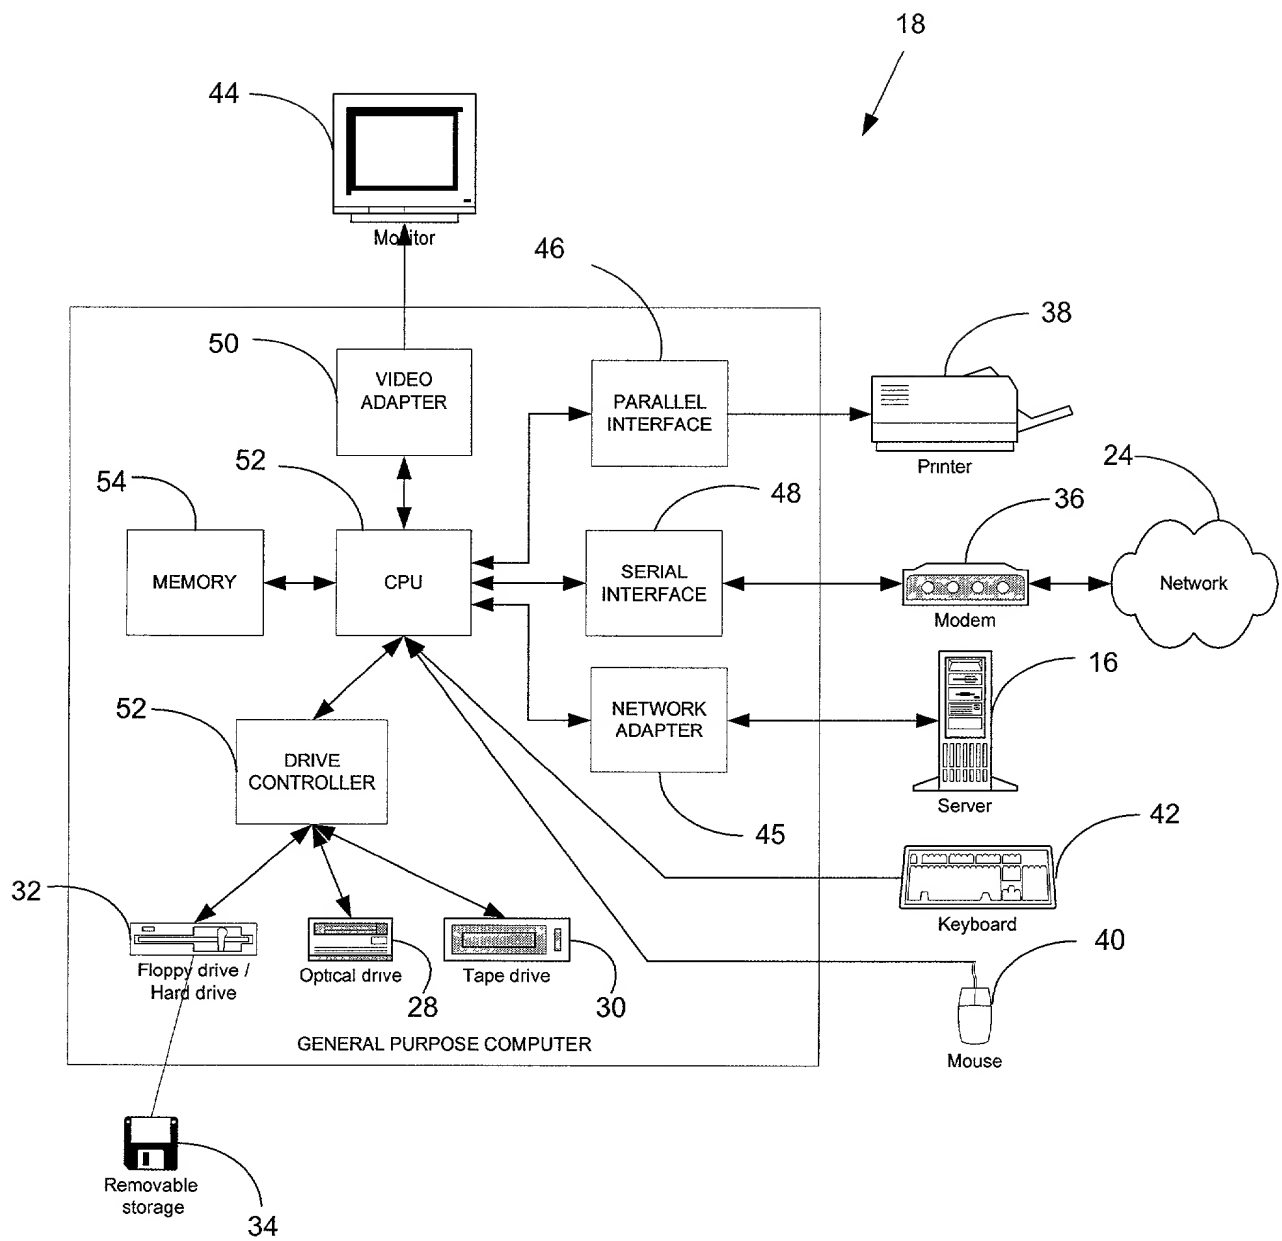 18
44
Monitor
46
38
50
VIDEO
ADAPTER
PARALLEL
INTERFACE
Printer
52
54
48
36
24
MEMORY
CPU
SERIAL
INTERFACE
Modem
Network
16
52
NETWORK
ADAPTER
DRIVE
CONTROLLER
Server
45
42
32
Keyboard
40
Floppy drive /
Hard drive
Optical drive
Tape drive
28
30
GENERAL PURPOSE COMPUTER
Mouse
Removable
storage
34